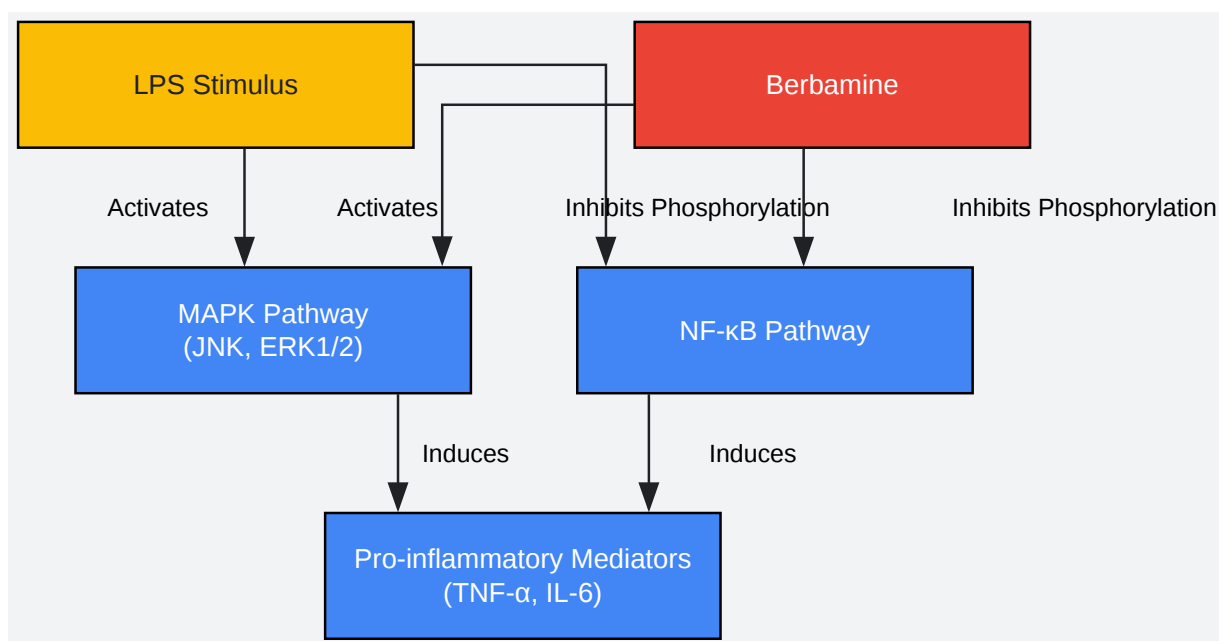 LPS Stimulus
Berbamine
Activates
Activates
Inhibits Phosphorylation
Inhibits Phosphorylation
MAPK Pathway
(JNK, ERK1/2)
NF-κB Pathway
Induces
Induces
Pro-inflammatory Mediators
(TNF-α, IL-6)